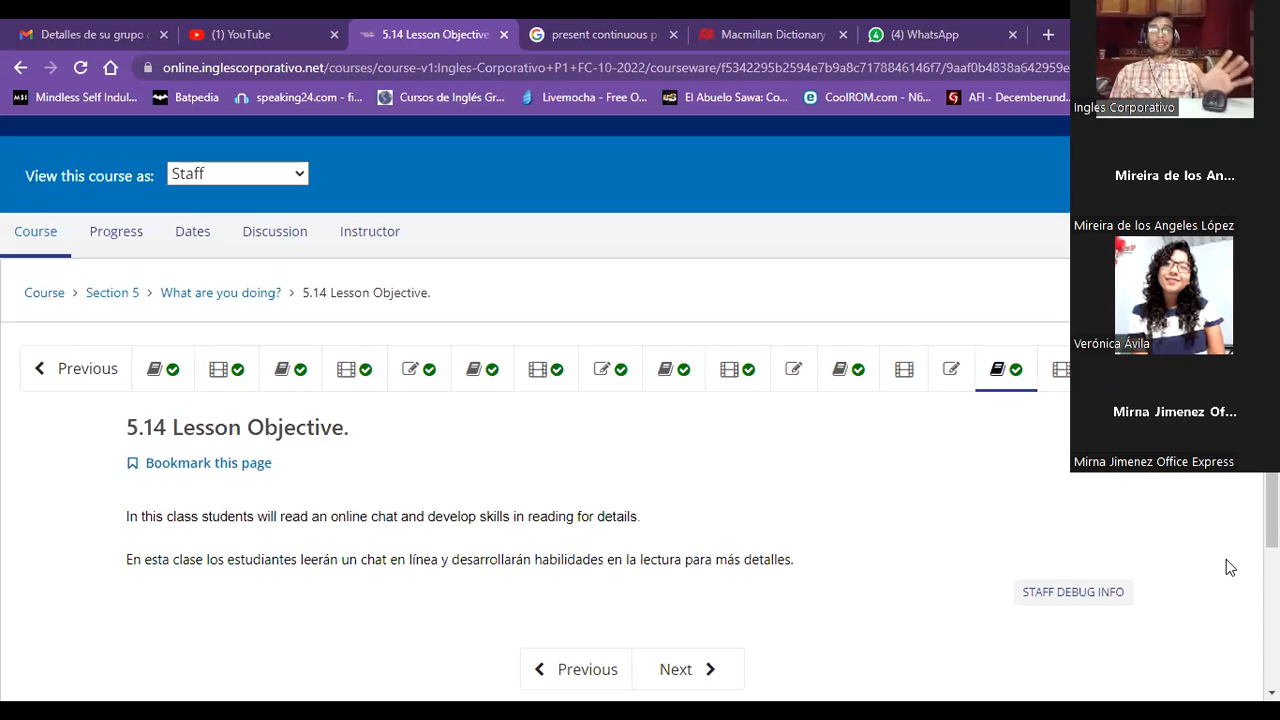 Detalles de su grupo
(1) YouTube
5.14 Lesson Objective
present continuous p
Macmillan Dictionary
(4) WhatsApp
online.inglescorporativo.net/courses/course-v1:Ingles-Corporativo+P1+FC-10-2022/courseware/f5342295b2594e7b9a8c7178846146f7/9aaf0b4838a642959e
Mindless Self Indul...
Batpedia
speaking24.com - fi...
Cursos de Inglés Gr...
Livemocha - Free O...
El Abuelo Sawa: Co...
CoolROM.com - N6...
AFI - Decemberund
Ingles Corporativo
Mireira de los An...
Mireira de los Angeles López
Verónica Ávila
Mirna Jimenez Of...
Mirna Jimenez Office Express
View this course as:
Staff
Course
Progress
Dates
Discussion
Instructor
Course > Section 5 > What are you doing? > 5.14 Lesson Objective.
Previous
5.14 Lesson Objective.
Bookmark this page
In this class students will read an online chat and develop skills in reading for details.
En esta clase los estudiantes leerán un chat en línea y desarrollarán habilidades en la lectura para más detalles.
STAFF DEBUG INFO
Previous
Next